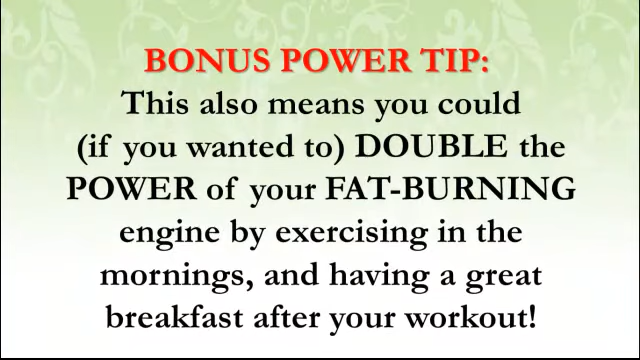 BONUS POWER TIP:
This also means you could
(if you wanted to) DOUBLE the
POWER of your FAT-BURNING
engine by exercising in the
mornings, and having a great
breakfast after your workout!